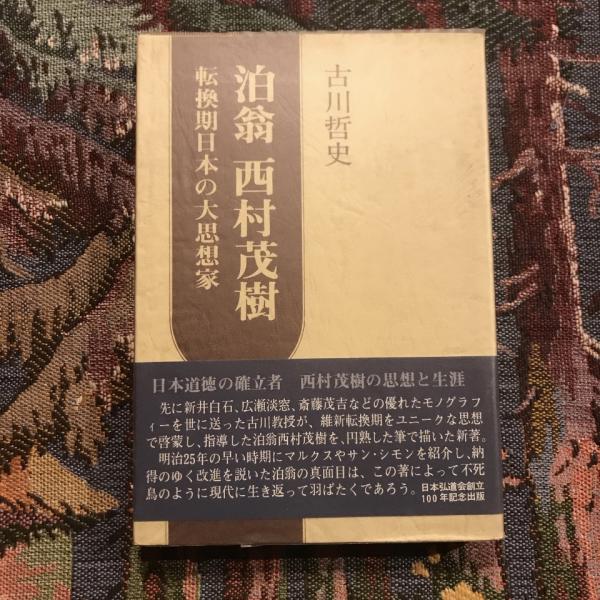 古川哲史
泊翁 西村茂樹
転換期日本の大思想家
日本道徳の確立者 西村茂樹の思想と生涯
先に新井白石、広瀬淡窓、斎藤茂吉などの優れたモノグラフ
ィーを世に送った古川教授が、維新転換期をユニークな思想
で啓蒙し、指導した泊翁西村茂樹を、円熟した筆で描いた新著。
明治25年の早い時期にマルクスやサン・シモンを紹介し、納
得のゆく改進を説いた泊翁の真面目は、この著によって不死
鳥のように現代に生き返って羽ばたくであろう。
日本弘道会創立
100年記念出版